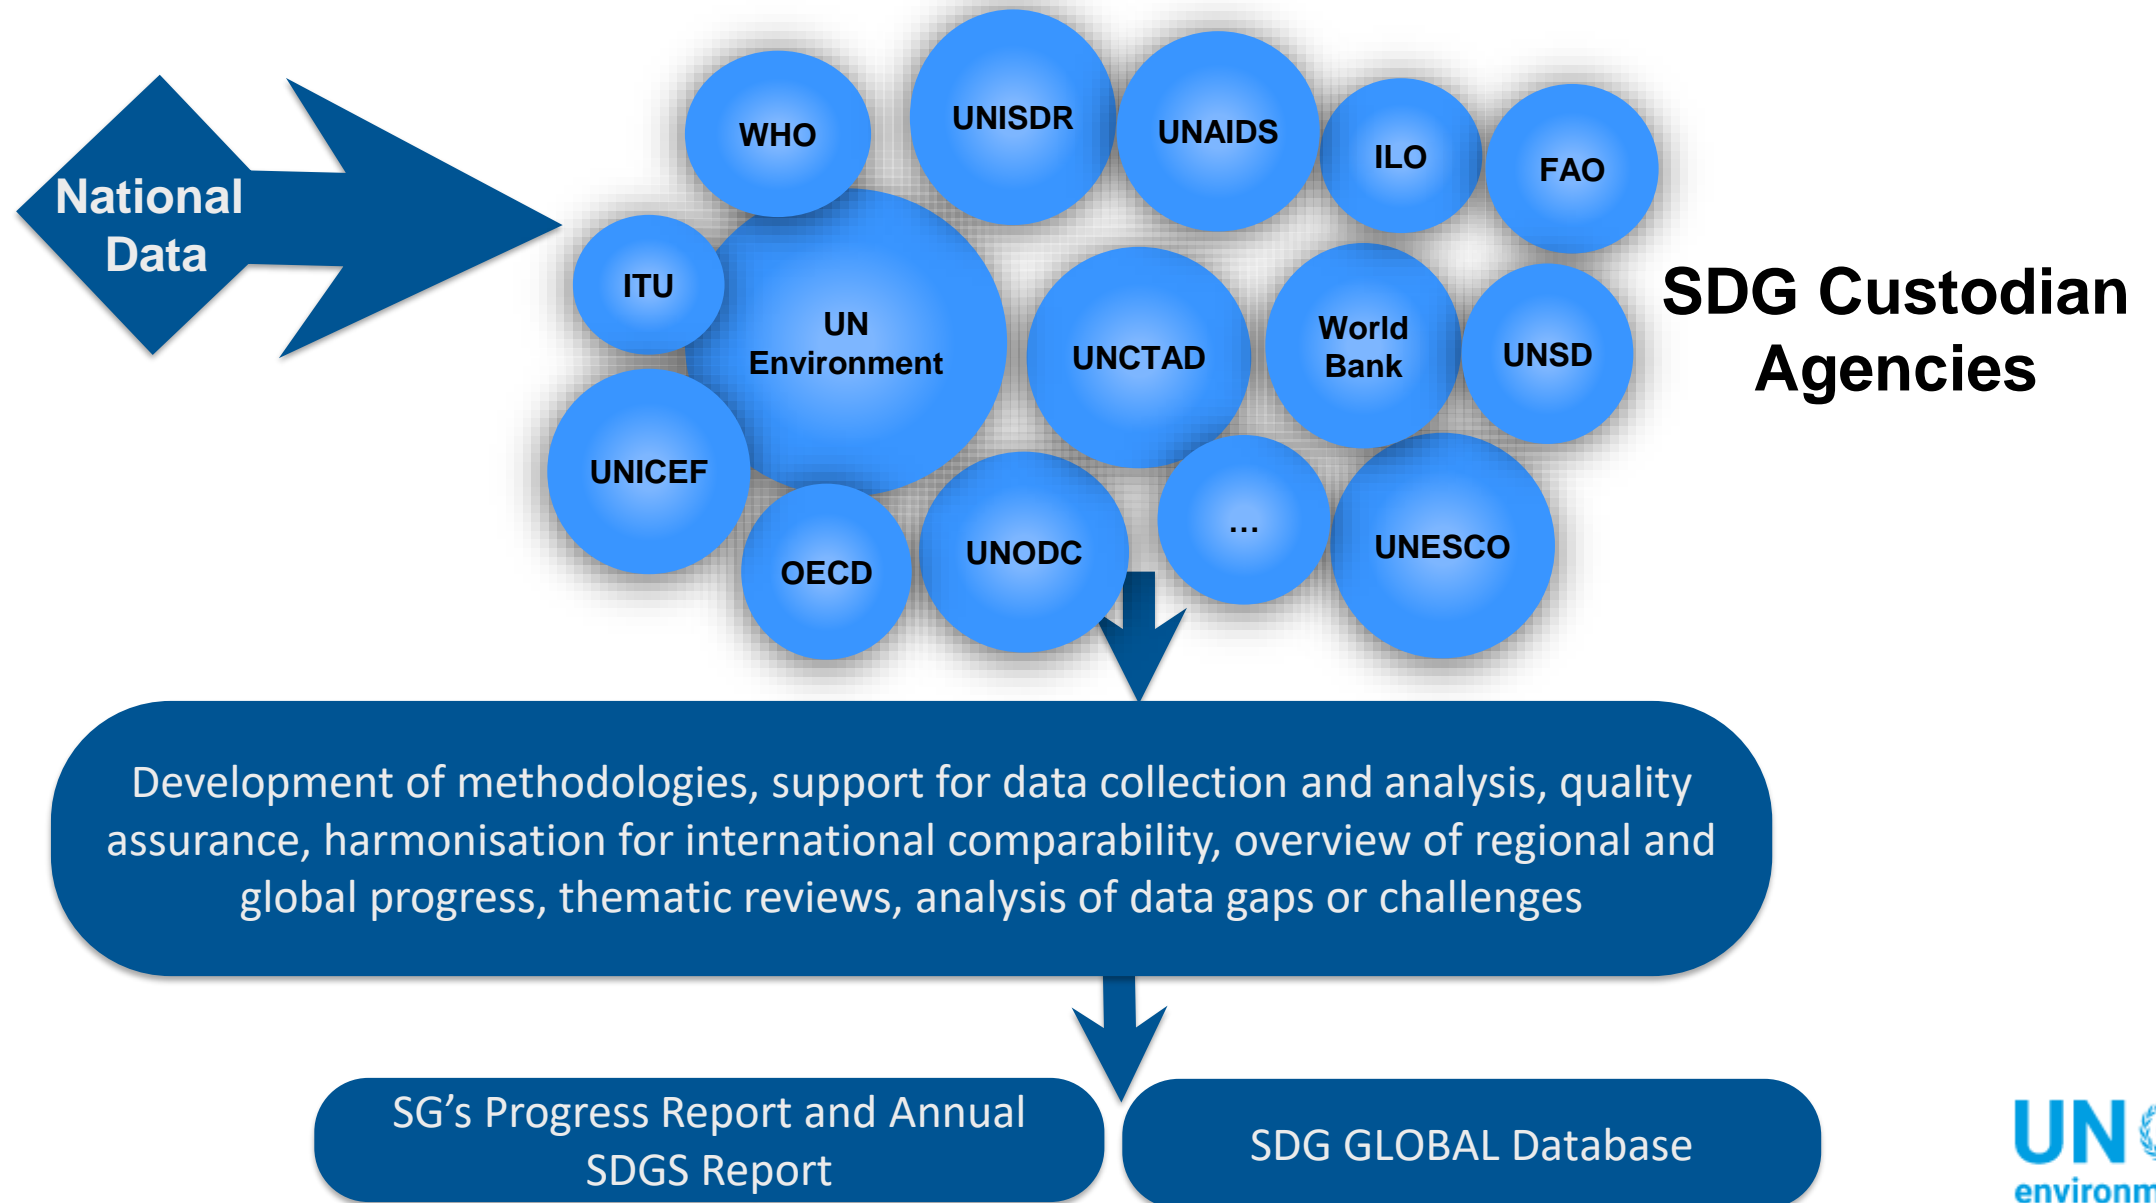 National
Data
WHO
UNISDR
UNAIDS
ILO
FAO
ITU
UN
Environment
UNCTAD
World
Bank
UNSD
SDG Custodian
Agencies
UNICEF
OECD
UNODC
...
UNESCO
Development of methodologies, support for data collection and analysis, quality
assurance, harmonisation for international comparability, overview of regional and
global progress, thematic reviews, analysis of data gaps or challenges
SG’s Progress Report and Annual
SDGS Report
SDG GLOBAL Database
UN